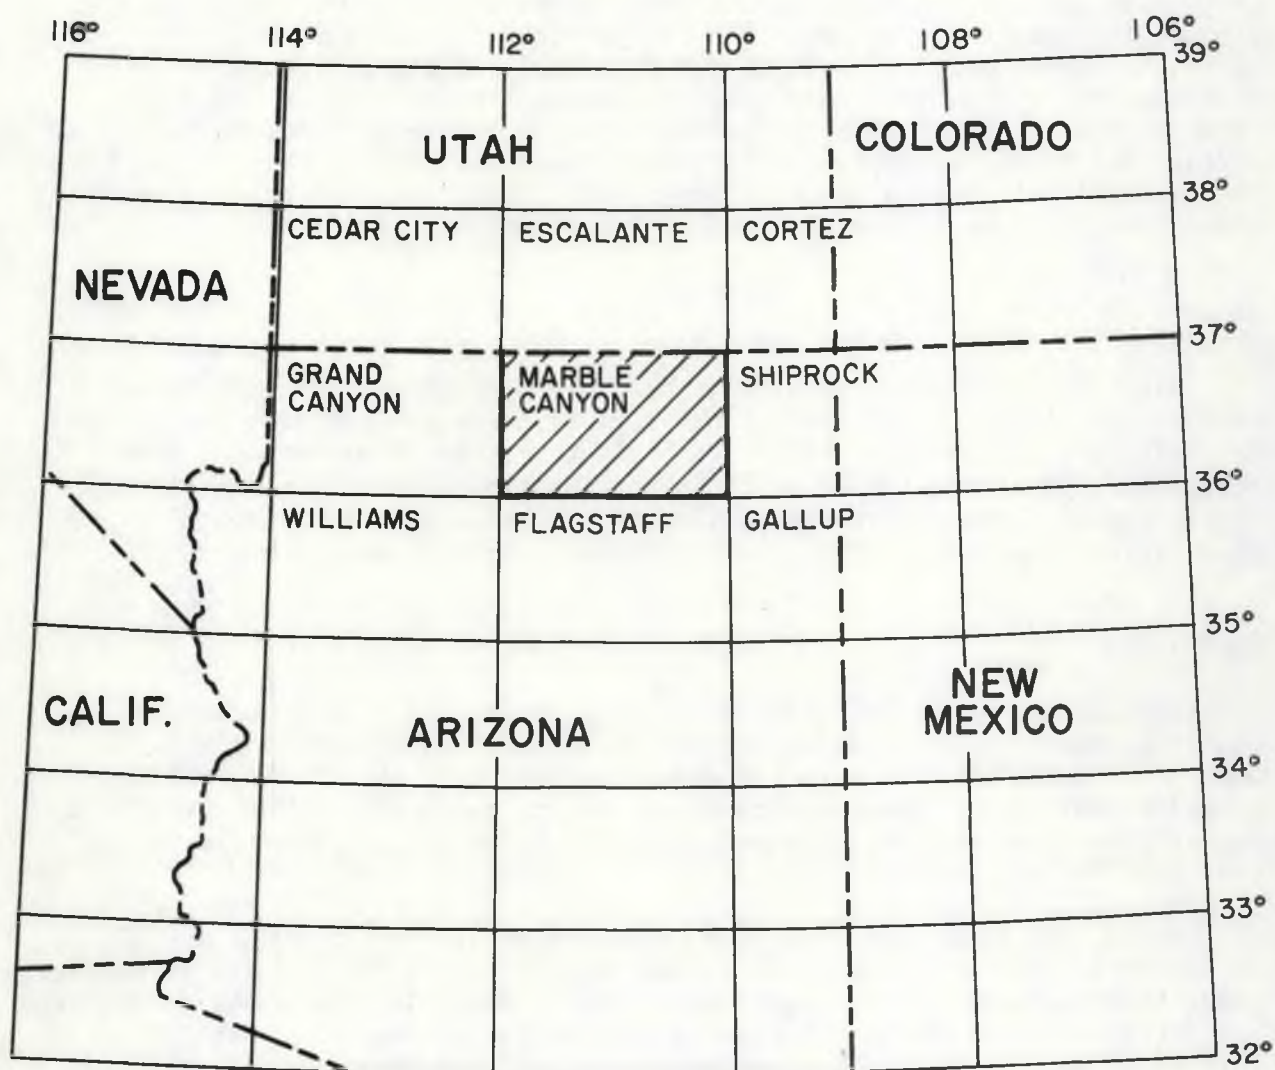 116° 114° 112° 110° 108° 106°
39°
UTAH COLORADO
38°
CEDAR CITY ESCALANTE CORTEZ
NEVADA
37°
GRAND
CANYON
MARBLE
CANYON
SHIPROCK
36°
WILLIAMS FLAGSTAFF GALLUP
35°
CALIF. ARIZONA
NEW
MEXICO
34°
33°
32°